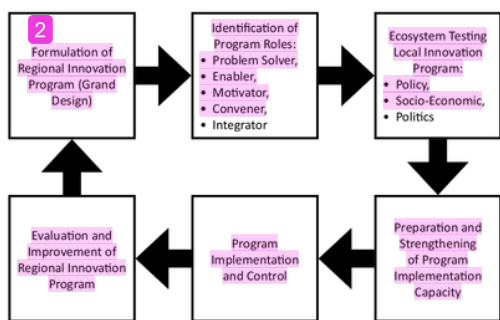 2
Formulation of
Regional Innovation
Program (Grand
Design)
Identification of
Program Roles:
• Problem Solver,
• Enabler,
• Motivator,
• Convener,
• Integrator
Ecosystem Testing
Local Innovation
Program:
• Policy,
• Socio-Economic,
• Politics
Preparation and
Strengthening
of Program
Implementation
Capacity
Program
Implementation
and Control
Evaluation and
Improvement of
Regional Innovation
Program